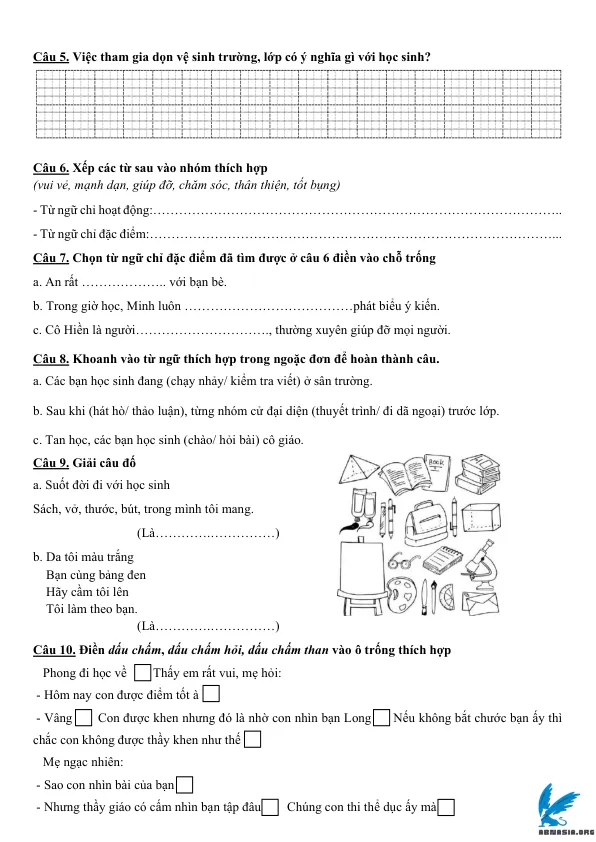 Câu 5. Việc tham gia dọn vệ sinh trường, lớp có ý nghĩa gì với học sinh?
Câu 6. Xếp các từ sau vào nhóm thích hợp
(vui vẻ, mạnh dạn, giúp đỡ, chăm sóc, thân thiện, tốt bụng)
- Từ ngữ chỉ hoạt động:…………………………………………………………………………………..
- Từ ngữ chỉ đặc điểm:…………………………………………………………………………………...
Câu 7. Chọn từ ngữ chỉ đặc điểm đã tìm được ở câu 6 điền vào chỗ trống
a. An rất ……………….. với bạn bè.
b. Trong giờ học, Minh luôn …………………………………phát biểu ý kiến.
c. Cô Hiền là người…………………………., thường xuyên giúp đỡ mọi người.
Câu 8. Khoanh vào từ ngữ thích hợp trong ngoặc đơn để hoàn thành câu.
a. Các bạn học sinh đang (chạy nhảy/ kiểm tra viết) ở sân trường.
b. Sau khi (hát hò/ thảo luận), từng nhóm cử đại diện (thuyết trình/ đi dã ngoại) trước lớp.
c. Tan học, các bạn học sinh (chào/ hỏi bài) cô giáo.
Câu 9. Giải câu đố
a. Suốt đời đi với học sinh
Sách, vở, thước, bút, trong mình tôi mang.
(Là………….……………)
b. Da tôi màu trắng
Bạn cùng bảng đen
Hãy cầm tôi lên
Tôi làm theo bạn.
(Là………….……………)
BOOK
Câu 10. Điền dấu chấm, dấu chấm hỏi, dấu chấm than vào ô trống thích hợp
Phong đi học về □ Thấy em rất vui, mẹ hỏi:
- Hôm nay con được điểm tốt à □
- Vâng □ Con được khen nhưng đó là nhờ con nhìn bạn Long □ Nếu không bắt chước bạn ấy thì
chắc con không được thầy khen như thế □
Mẹ ngạc nhiên:
- Sao con nhìn bài của bạn □
- Nhưng thầy giáo có cấm nhìn bạn tập đâu □ Chúng con thi thể dục ấy mà □
ABNASIA.ORG